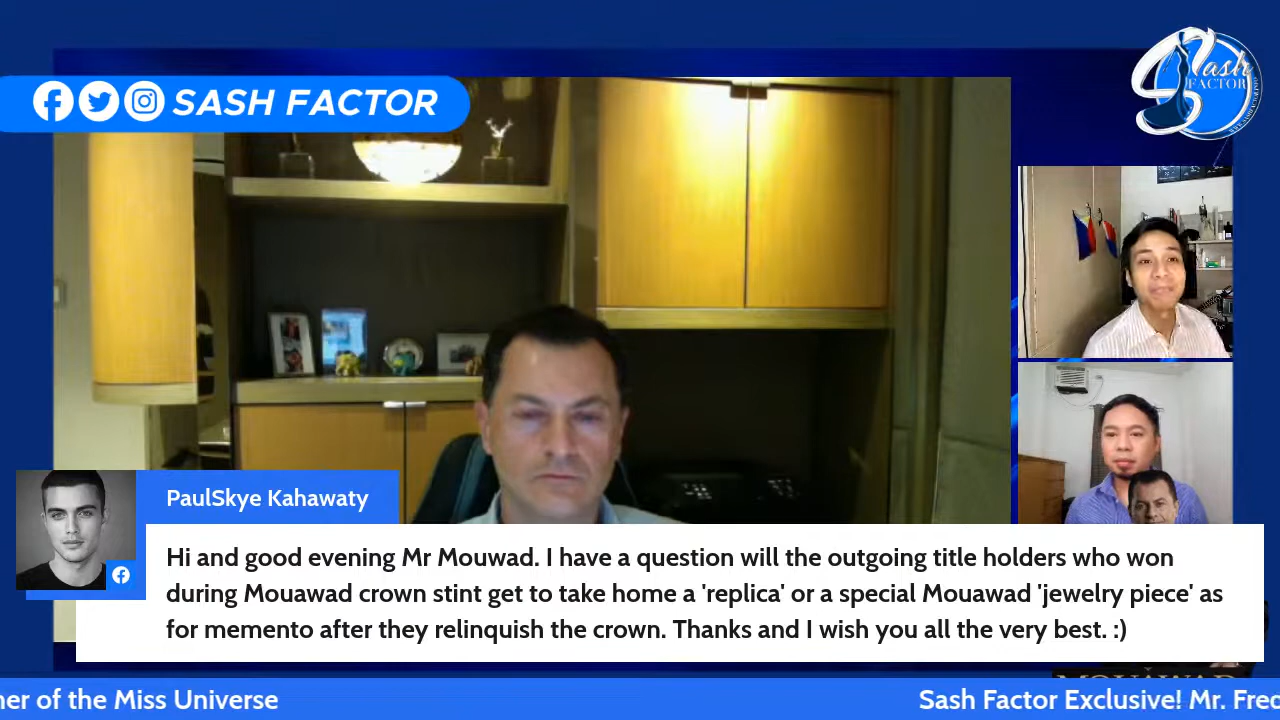 SASH FACTOR
Sash
FACTOR
PaulSkye Kahawaty
Hi and good evening Mr Mouwad. I have a question will the outgoing title holders who won
during Mouawad crown stint get to take home a 'replica' or a special Mouawad 'jewelry piece' as
for memento after they relinquish the crown. Thanks and I wish you all the very best. :)
MOUAWAD
ner of the Miss Universe
Sash Factor Exclusive! Mr. Fred